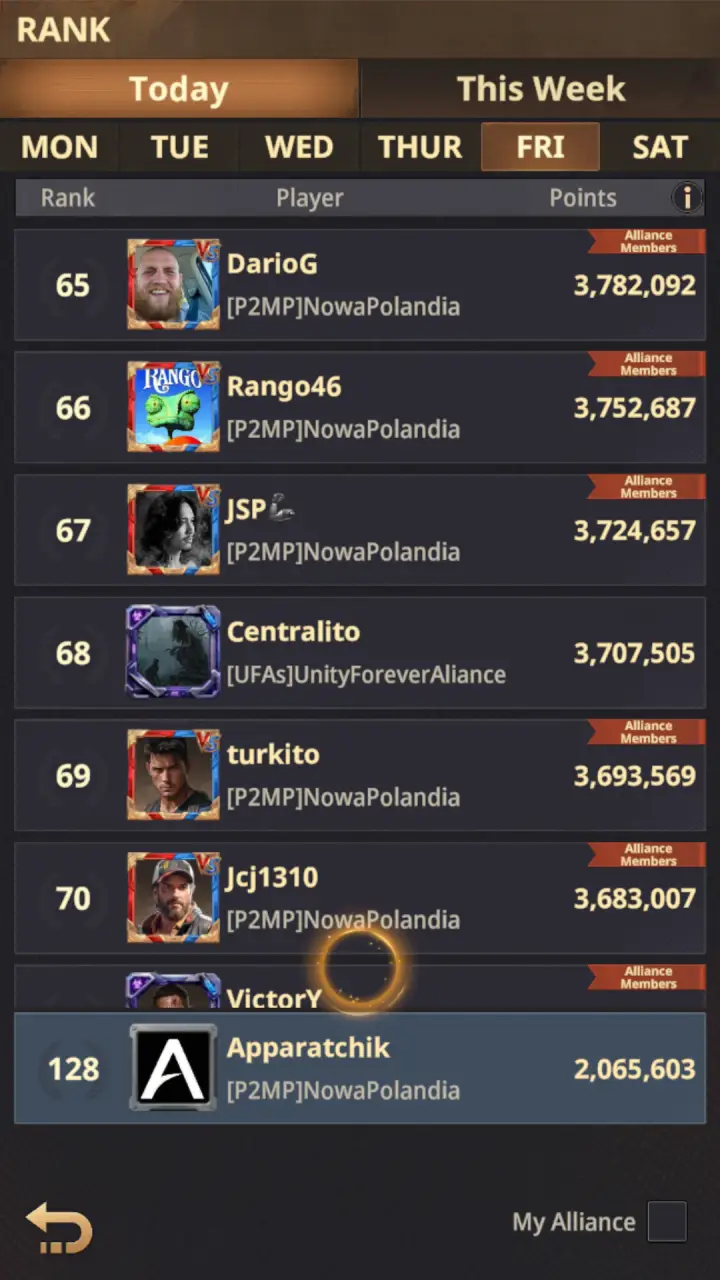 RANK
Today
This Week
MON TUE WED THUR FRI SAT
Rank Player Points i
Alliance
Members
65 DarioG 3,782,092
[P2MP]NowaPolandia
Alliance
Members
RANGO VS
66 Rango46 3,752,687
[P2MP]NowaPolandia
Alliance
Members
67 JSP 3,724,657
[P2MP]NowaPolandia
68 Centralito 3,707,505
[UFAs]UnityForeverAlliance
Alliance
Members
69 turkito 3,693,569
[P2MP]NowaPolandia
Alliance
Members
70 Jcj1310 3,683,007
[P2MP]NowaPolandia
Alliance
Members
VictorY
128 Apparatchik 2,065,603
[P2MP]NowaPolandia
My Alliance